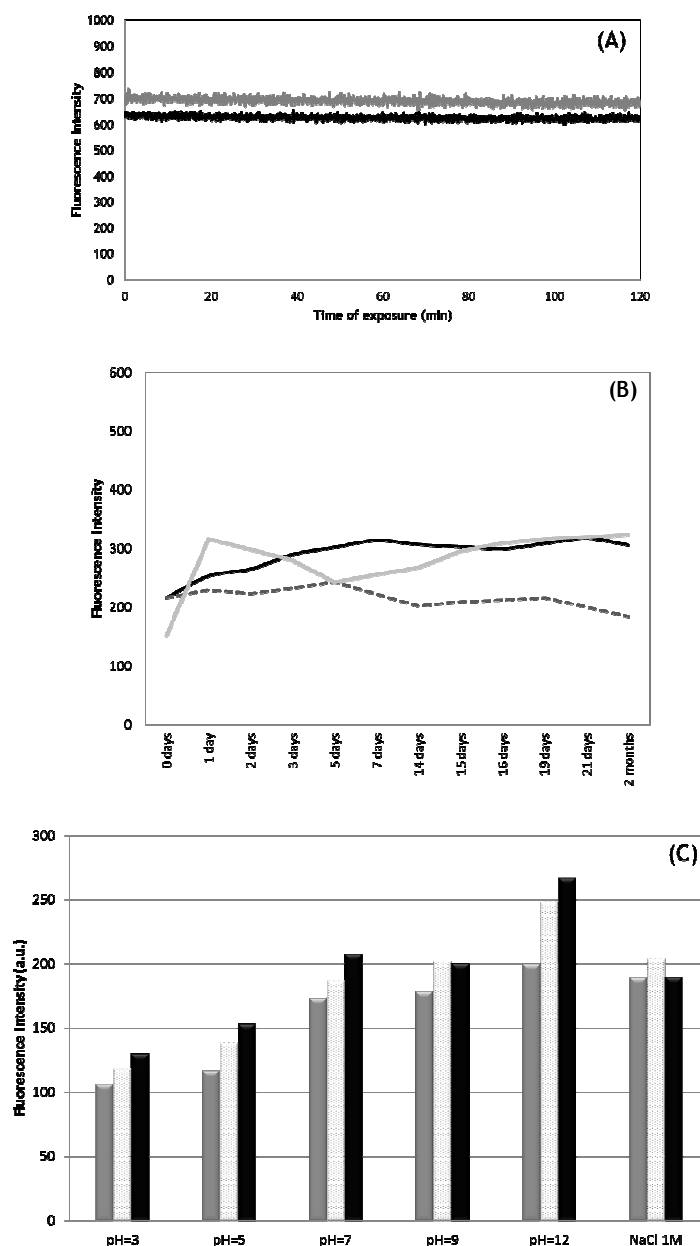 (A)
Fluorescence Intensity
1000
900
800
700
600
500
400
300
200
100
0
0 20 40 60 80 100 120
Time of exposure (min)
(B)
Fluorescence Intensity
600
500
400
300
200
100
0
0 days
1 day
2 days
3 days
5 days
7 days
14 days
15 days
16 days
19 days
21 days
2 months
(C)
Fluorescence Intensity (a.u.)
300
250
200
150
100
50
0
pH=3 pH=5 pH=7 pH=9 pH=12 NaCl 1M